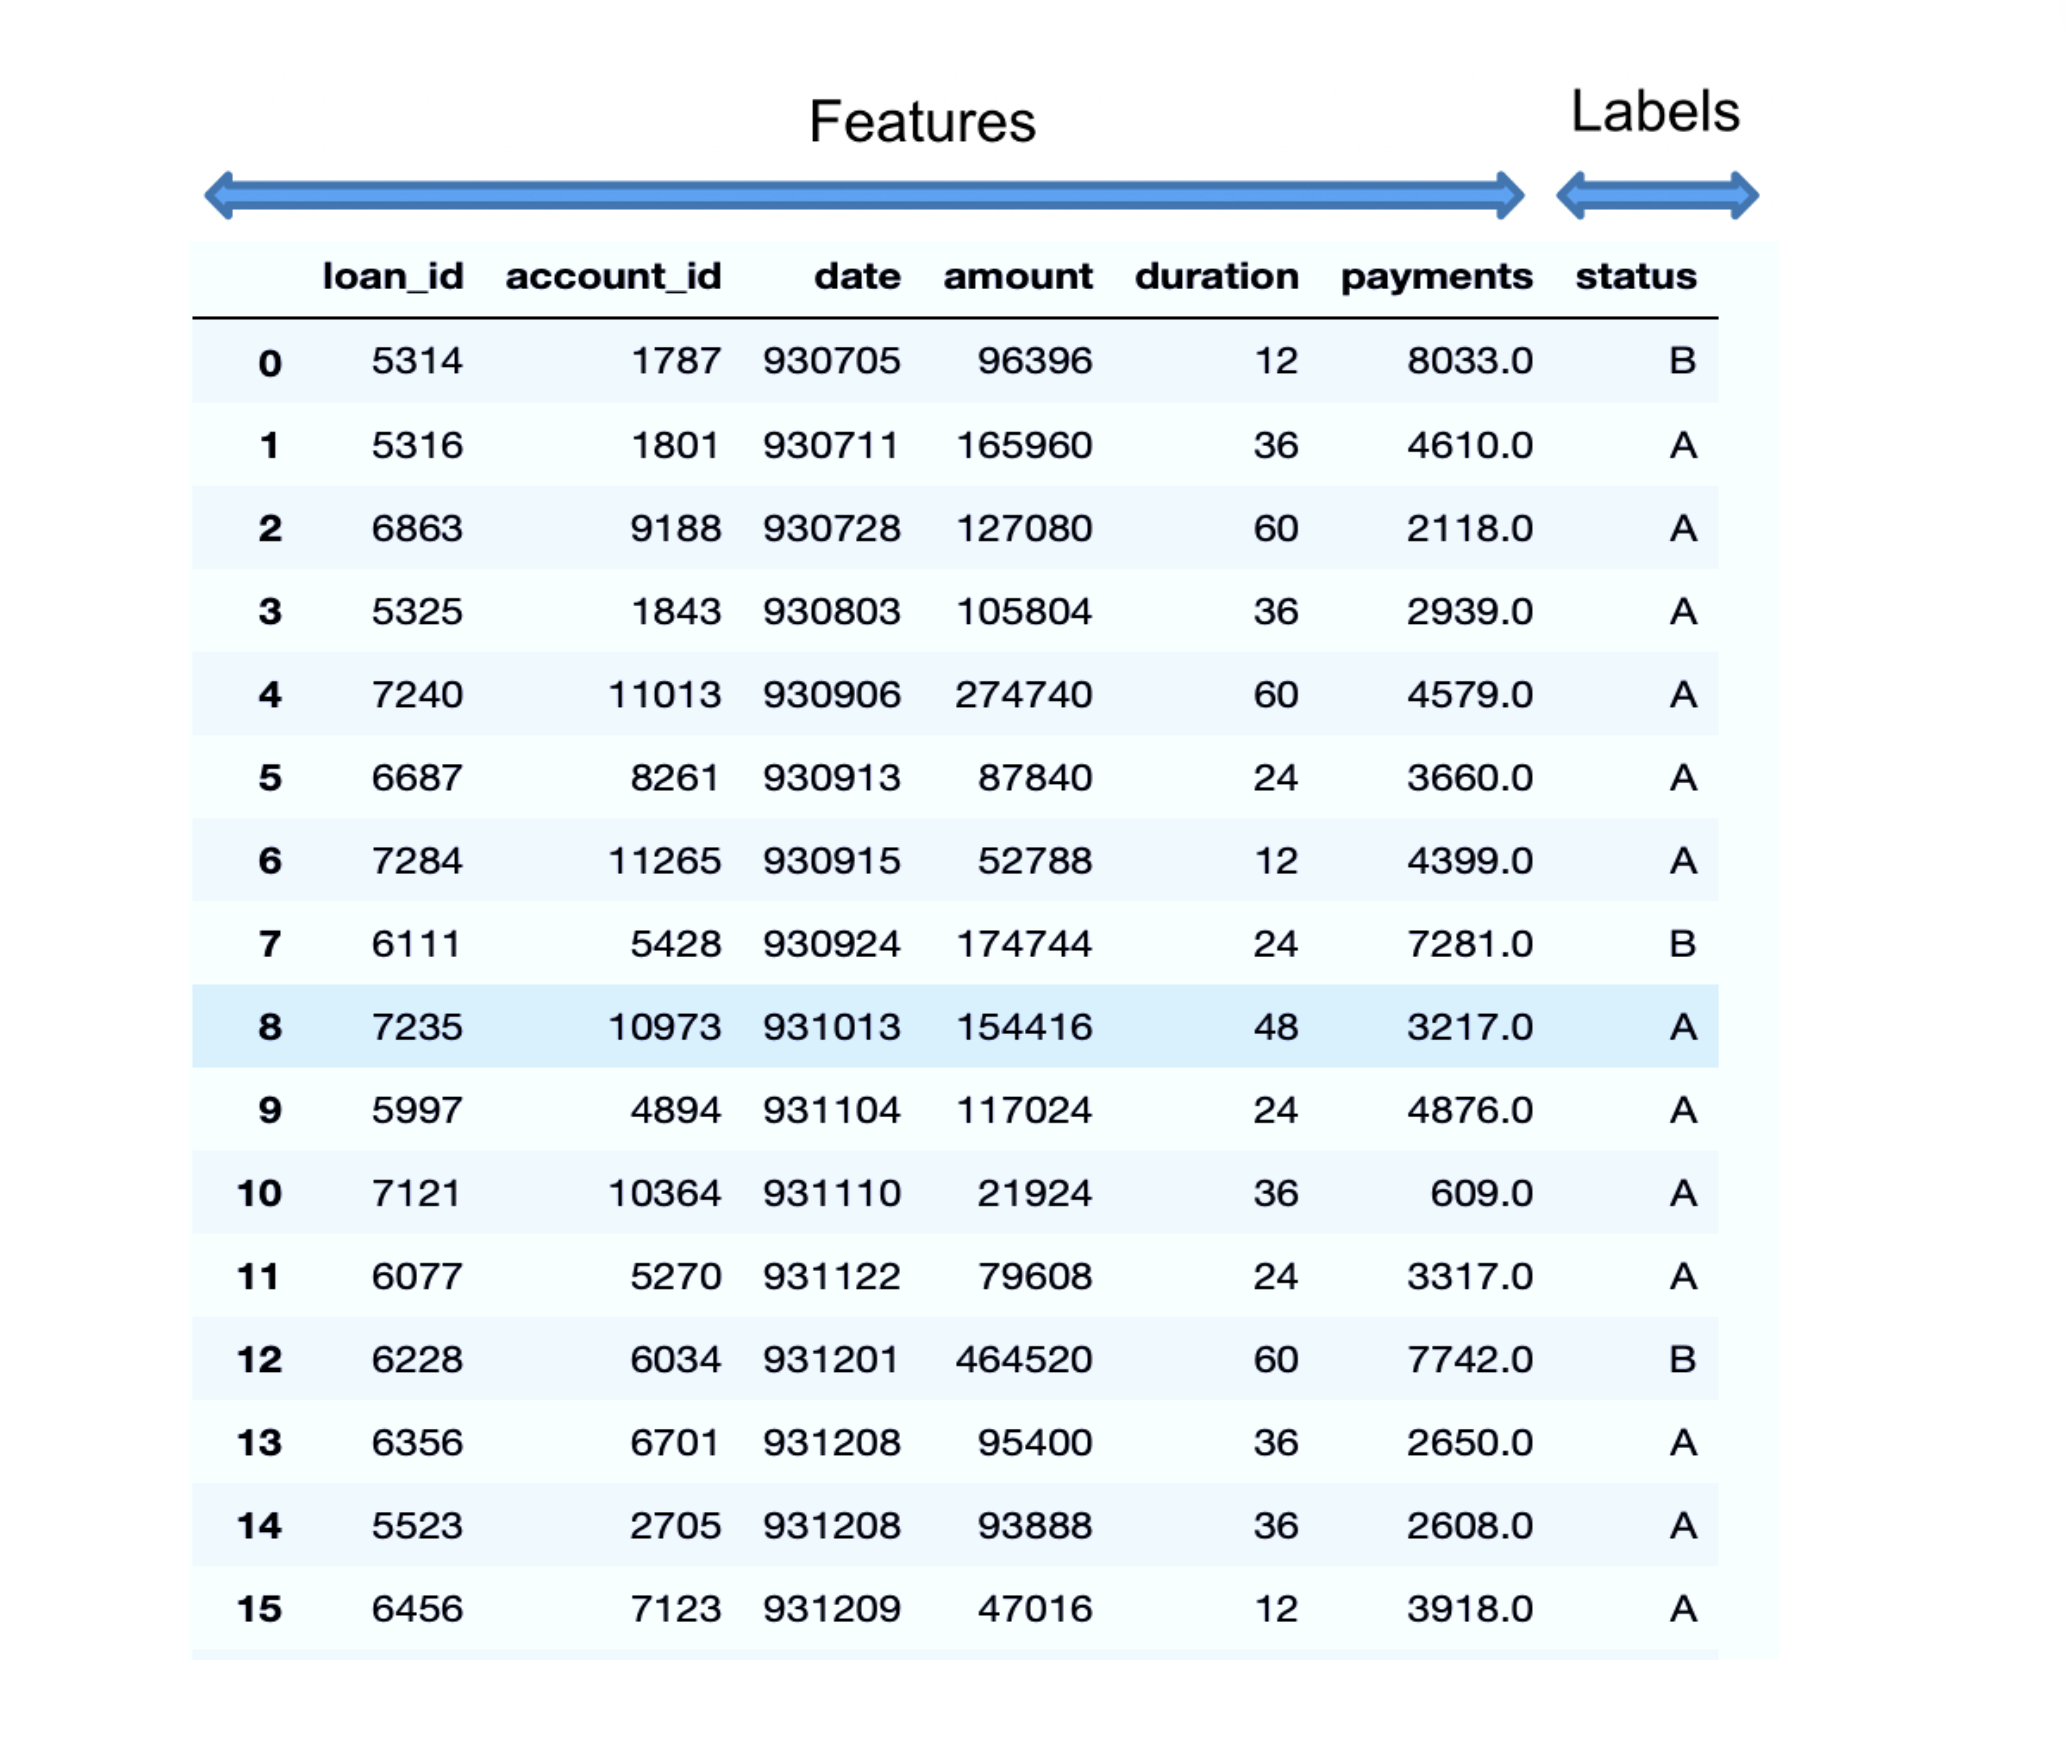 Features Labels
loan_id account_id date amount duration payments status
0 5314 1787 930705 96396 12 8033.0 B
1 5316 1801 930711 165960 36 4610.0 A
2 6863 9188 930728 127080 60 2118.0 A
3 5325 1843 930803 105804 36 2939.0 A
4 7240 11013 930906 274740 60 4579.0 A
5 6687 8261 930913 87840 24 3660.0 A
6 7284 11265 930915 52788 12 4399.0 A
7 6111 5428 930924 174744 24 7281.0 B
8 7235 10973 931013 154416 48 3217.0 A
9 5997 4894 931104 117024 24 4876.0 A
10 7121 10364 931110 21924 36 609.0 A
11 6077 5270 931122 79608 24 3317.0 A
12 6228 6034 931201 464520 60 7742.0 B
13 6356 6701 931208 95400 36 2650.0 A
14 5523 2705 931208 93888 36 2608.0 A
15 6456 7123 931209 47016 12 3918.0 A